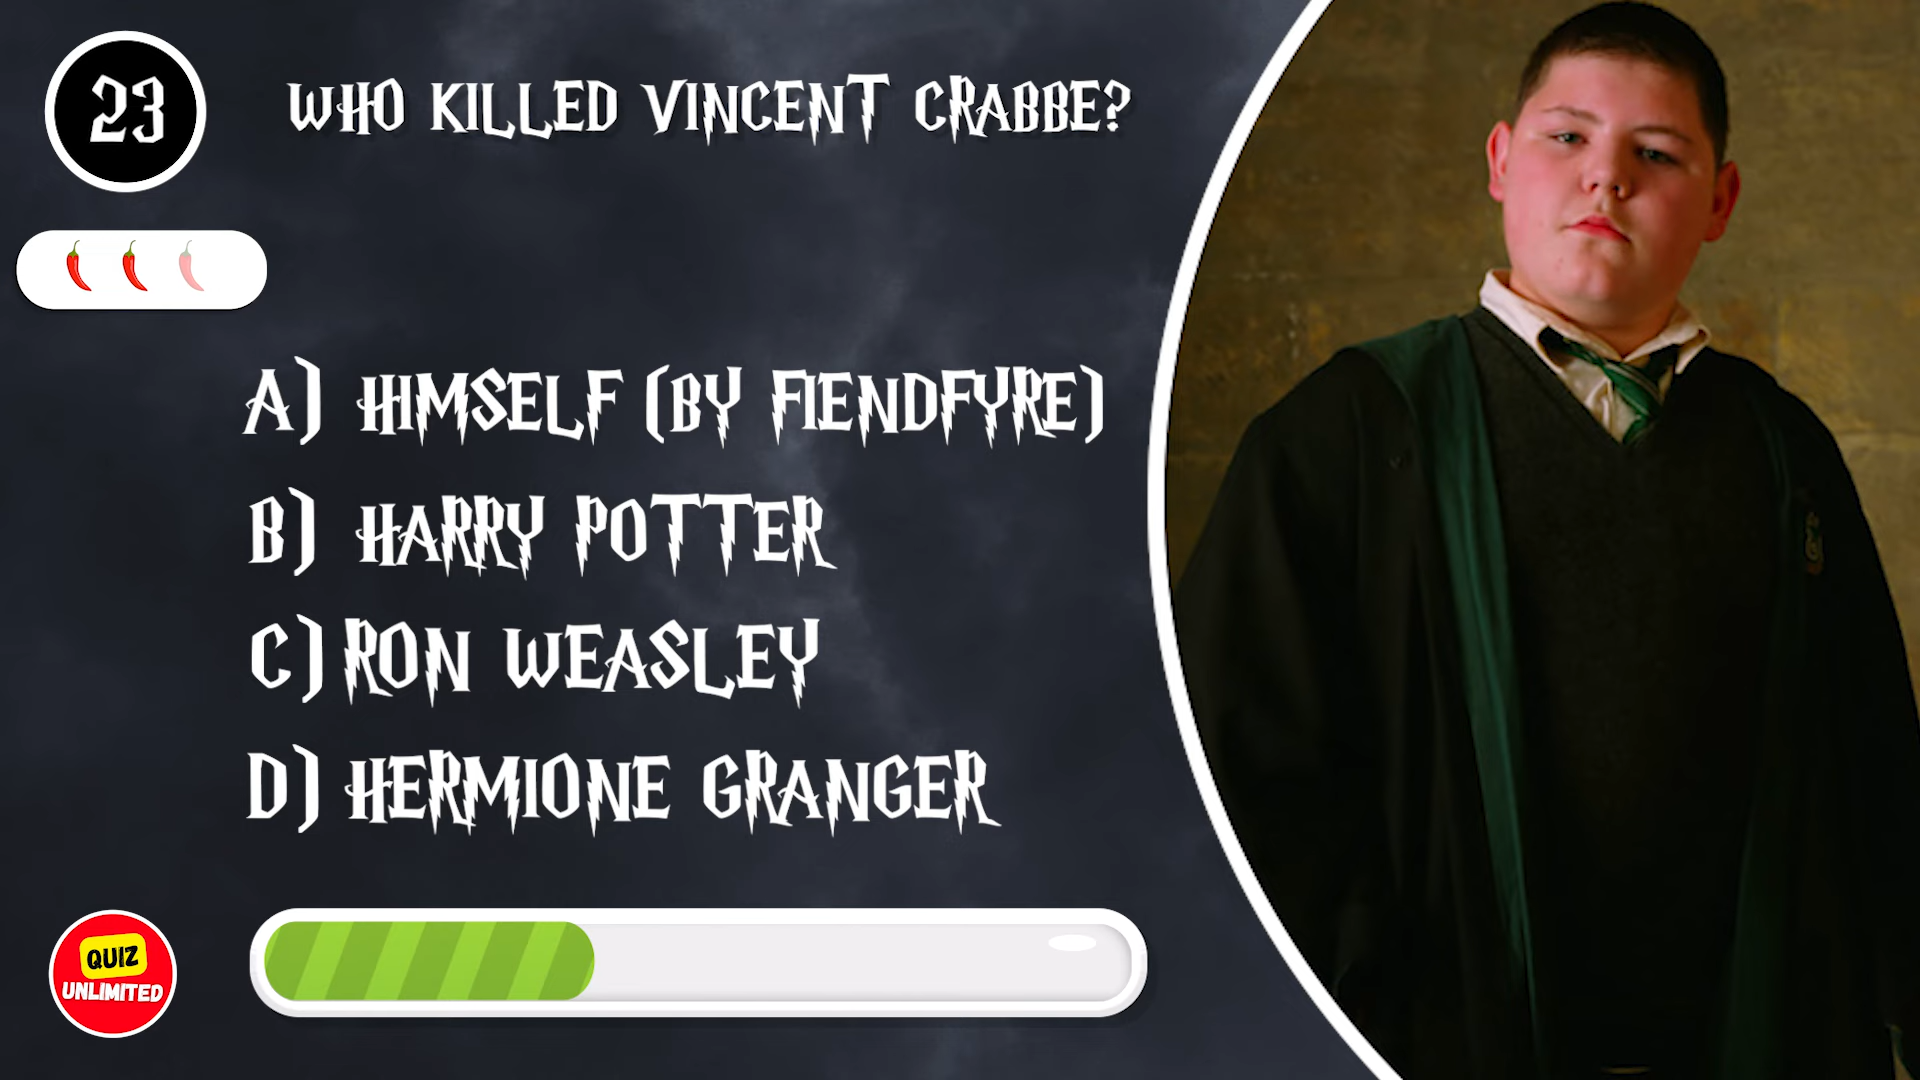 23
WHO KILLED VINCENT CRABBE?
A) HIMSELF (BY FIENDFYRE)
B) HARRY POTTER
C) RON WEASLEY
D) HERMIONE GRANGER
QUIZ
UNLIMITED